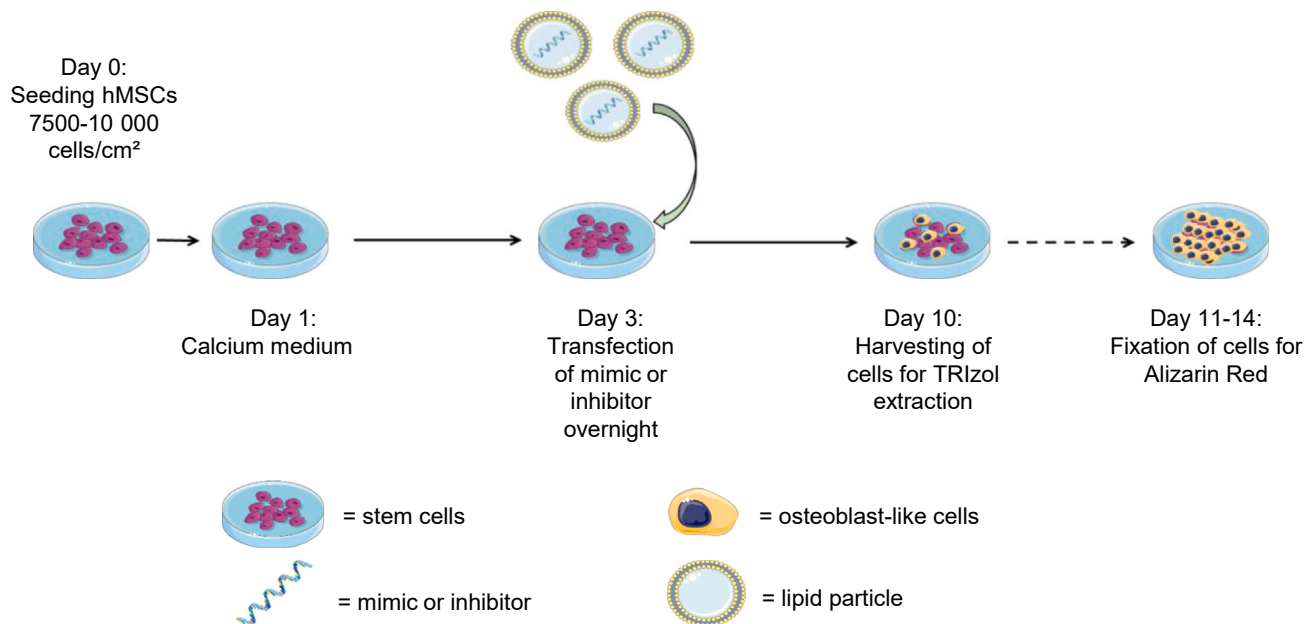 Day 0:
Seeding hMSCs
7500-10 000
cells/cm²
Day 1:
Calcium medium
Day 3:
Transfection
of mimic or
inhibitor
overnight
Day 10:
Harvesting of
cells for TRIzol
extraction
Day 11-14:
Fixation of cells for
Alizarin Red
= stem cells
= osteoblast-like cells
= mimic or inhibitor
= lipid particle